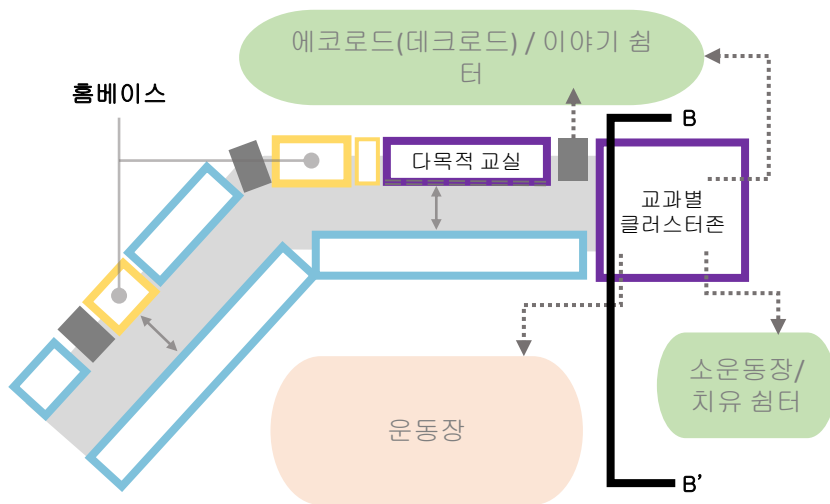 에코로드(데크로드) / 이야기 쉼
터
홈베이스
B
다목적 교실
교과별
클러스터존
소운동장/
치유 쉼터
운동장
B’